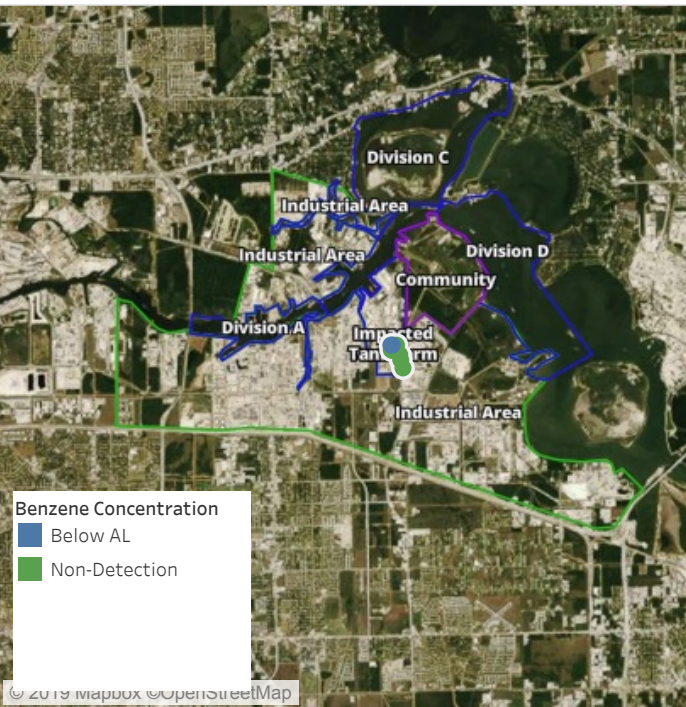 Division C
Industrial Area
Industrial Area
Division D
Community
Division A
Impacted
Tank Farm
Industrial Area
Benzene Concentration
Below AL
Non-Detection
© 2019 Mapbox ©OpenStreetMap